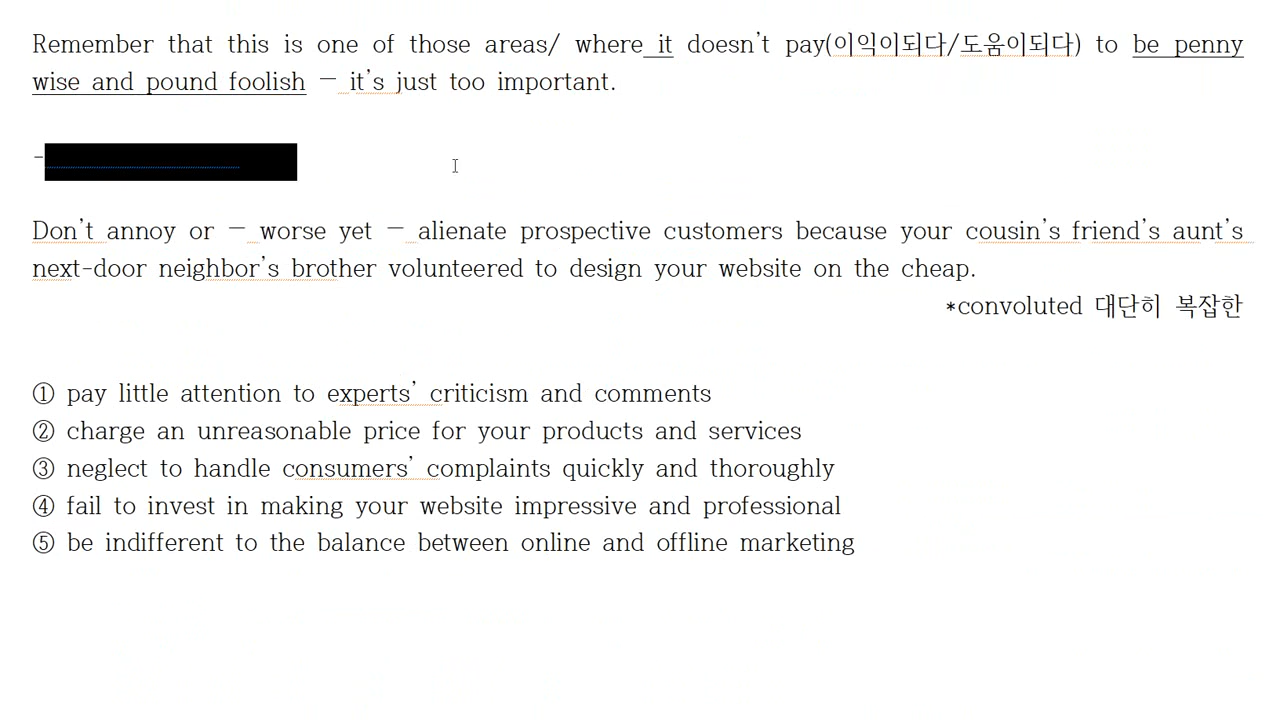 Remember that this is one of those areas/ where it doesn't pay(이익이되다/도움이되다) to be penny
wise and pound foolish — it's just too important.
-
Don't annoy or — worse yet — alienate prospective customers because your cousin's friend's aunt's
next-door neighbor's brother volunteered to design your website on the cheap.
*convoluted 대단히 복잡한
① pay little attention to experts' criticism and comments
② charge an unreasonable price for your products and services
③ neglect to handle consumers' complaints quickly and thoroughly
④ fail to invest in making your website impressive and professional
⑤ be indifferent to the balance between online and offline marketing